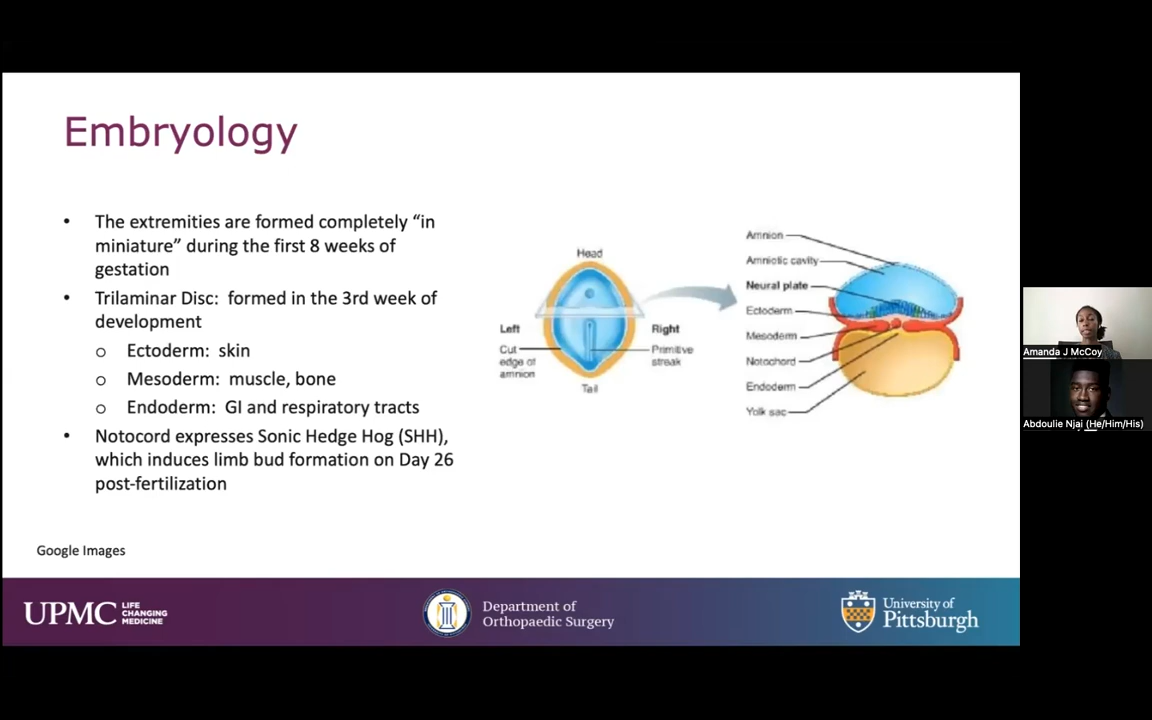 Embryology
• The extremities are formed completely “in
miniature” during the first 8 weeks of
gestation
• Trilaminar Disc: formed in the 3rd week of
development
o Ectoderm: skin
o Mesoderm: muscle, bone
o Endoderm: GI and respiratory tracts
• Notocord expresses Sonic Hedge Hog (SHH),
which induces limb bud formation on Day 26
post-fertilization
Head
Left
Right
Cut
edge of
amnion
Primitive
streak
Tail
Amnion
Amniotic cavity
Neural plate
Ectoderm
Mesoderm
Notochord
Endoderm
Yolk sac
Google Images
UPMC
LIFE
CHANGING
MEDICINE
Department of
Orthopaedic Surgery
University of
Pittsburgh
Amanda J McCoy
Abdoulie Njai (He/Him/His)